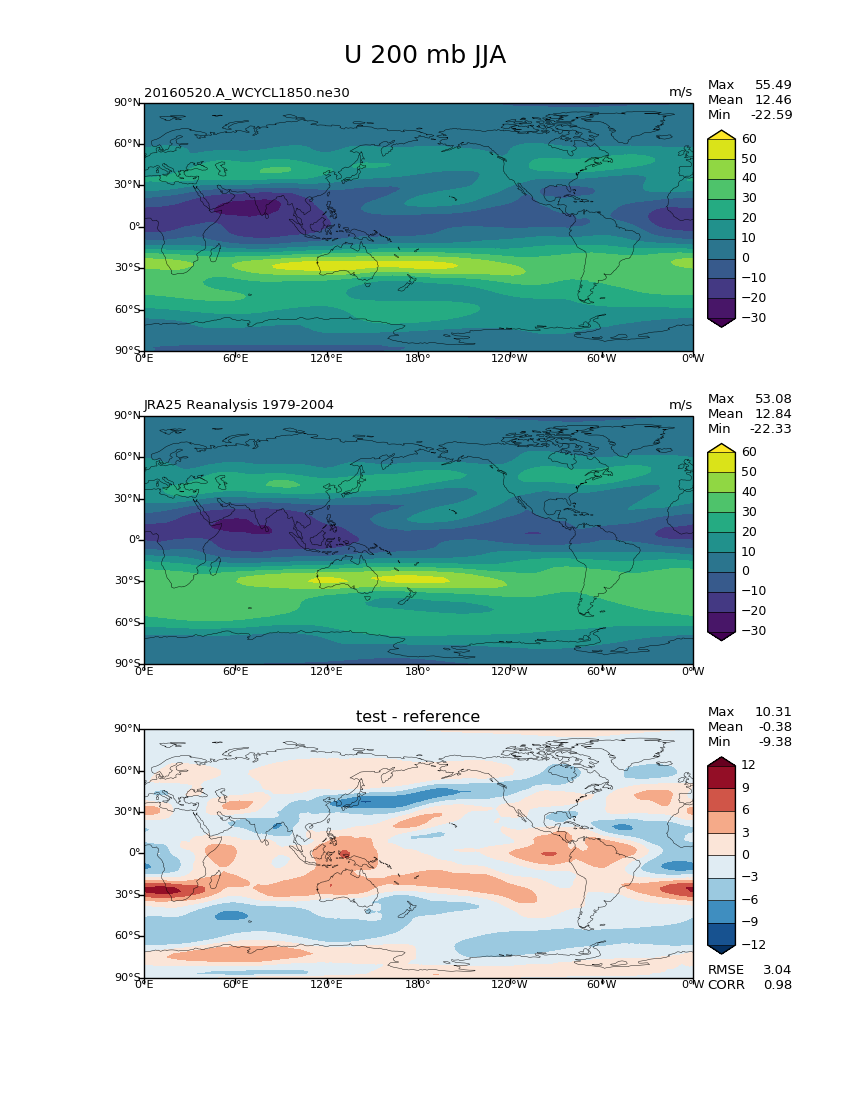 U 200 mb JJA
20160520.A_WCYCL1850.ne30 m/s
Max 55.49
Mean 12.46
Min -22.59
90°N
60°N
30°N
0°
30°S
60°S
90°S
0°E 60°E 120°E 180° 120°W 60°W 0°W
60
50
40
30
20
10
0
−10
−20
−30
JRA25 Reanalysis 1979-2004 m/s
Max 53.08
Mean 12.84
Min -22.33
90°N
60°N
30°N
0°
30°S
60°S
90°S
0°E 60°E 120°E 180° 120°W 60°W 0°W
60
50
40
30
20
10
0
−10
−20
−30
test - reference
Max 10.31
Mean -0.38
Min -9.38
90°N
60°N
30°N
0°
30°S
60°S
90°S
0°E 60°E 120°E 180° 120°W 60°W 0°W
12
9
6
3
0
−3
−6
−9
−12
RMSE 3.04
CORR 0.98